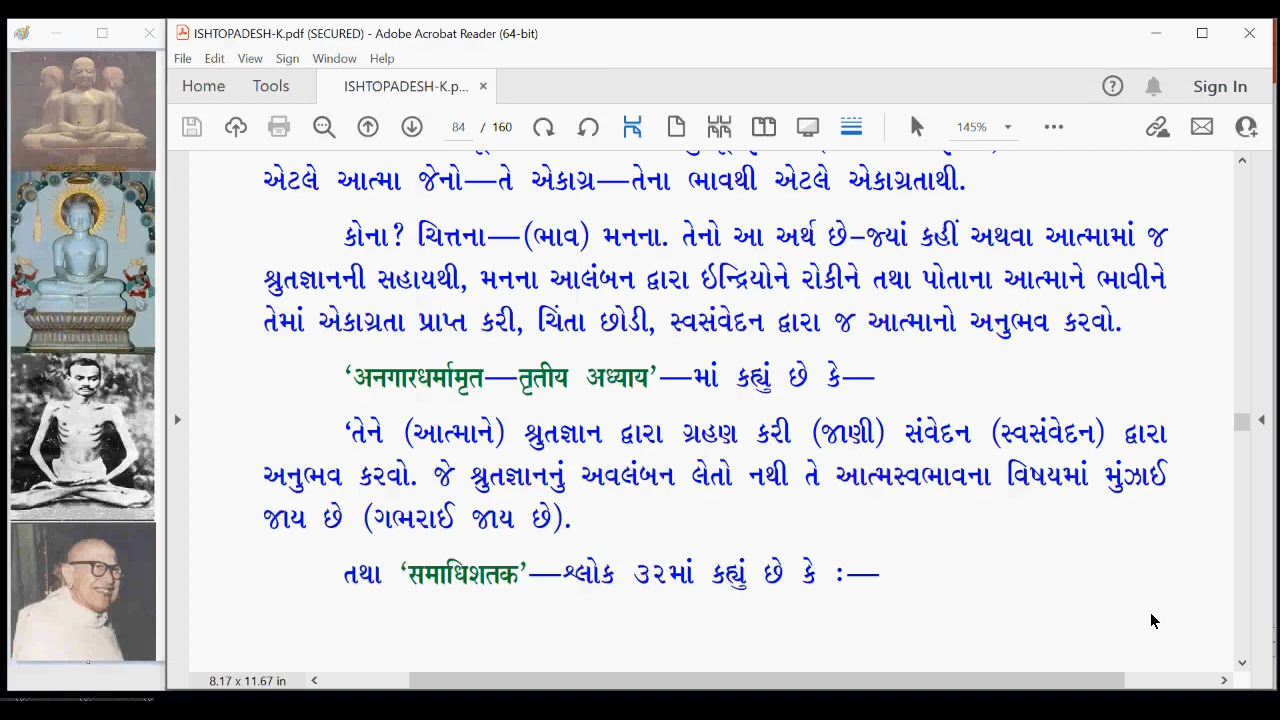 ISHTOPADESH-K.pdf (SECURED) - Adobe Acrobat Reader (64-bit)
File Edit View Sign Window Help
Home Tools ISHTOPADESH-K.p... × Sign In
84 / 160 145%
એટલે આત્મા જેનો—તે એકાગ્ર—તેના ભાવથી એટલે એકાગ્રતાથી.
કોના? ચિત્તના—(ભાવ) મનના. તેનો આ અર્થ છે–જ્યાં કહીં અથવા આત્મામાં જ
શ્રુતજ્ઞાનની સહાયથી, મનના આલંબન દ્વારા ઇન્દ્રિયોને રોકીને તથા પોતાના આત્માને ભાવીને
તેમાં એકાગ્રતા પ્રાપ્ત કરી, ચિંતા છોડી, સ્વસંવેદન દ્વારા જ આત્માનો અનુભવ કરવો.
‘अनगारधर्मामृत—तृतीय अध्याय’—માં કહ્યું છે કે—
‘તેને (આત્માને) શ્રુતજ્ઞાન દ્વારા ગ્રહણ કરી (જાણી) સંવેદન (સ્વસંવેદન) દ્વારા
અનુભવ કરવો. જે શ્રુતજ્ઞાનનું અવલંબન લેતો નથી તે આત્મસ્વભાવના વિષયમાં મુંઝાઈ
જાય છે (ગભરાઈ જાય છે).
તથા ‘समाधिशतक’—શ્લોક ૩૨માં કહ્યું છે કે :—
8.17 x 11.67 in